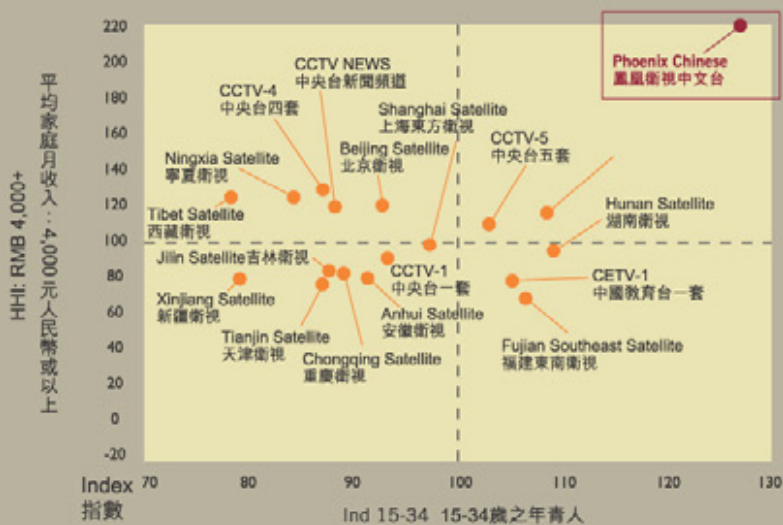 220
200
180
160
140
120
100
80
60
40
20
0
-20
平均家庭月收入：4,000元人民幣或以上
HHI: RMB 4,000+
Phoenix Chinese
鳳凰衛視中文台
CCTV NEWS
中央台新聞頻道
CCTV-4
中央台四套
Shanghai Satellite
上海東方衛視
Beijing Satellite
北京衛視
CCTV-5
中央台五套
Ningxia Satellite
寧夏衛視
Hunan Satellite
湖南衛視
Tibet Satellite
西藏衛視
Jilin Satellite吉林衛視
CCTV-1
中央台一套
CETV-1
中國教育台一套
Xinjiang Satellite
新疆衛視
Anhui Satellite
安徽衛視
Tianjin Satellite
天津衛視
Chongqing Satellite
重慶衛視
Fujian Southeast Satellite
福建東南衛視
Index
指數
70 80 90 100 110 120 130
Ind 15-34 15-34歲之年青人